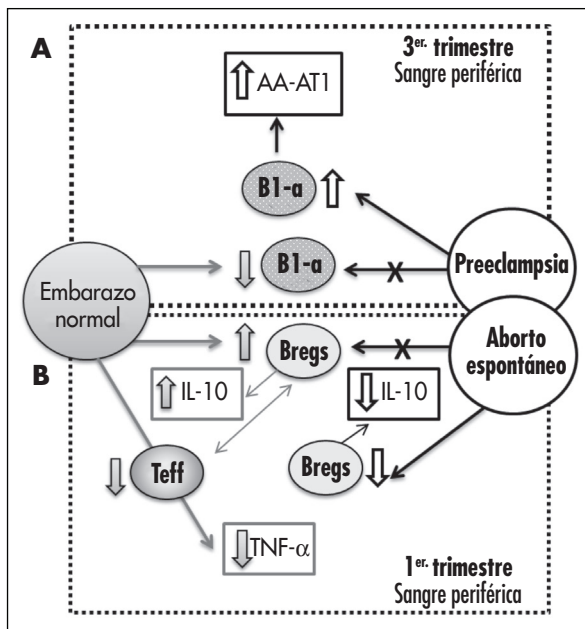 A
3er. trimestre
Sangre periférica
AA-AT1
B1-a
B1-a
X
Preeclampsia
Embarazo
normal
Aborto
espontáneo
B
Bregs
X
IL-10
IL-10
Teff
Bregs
TNF-α
1er. trimestre
Sangre periférica